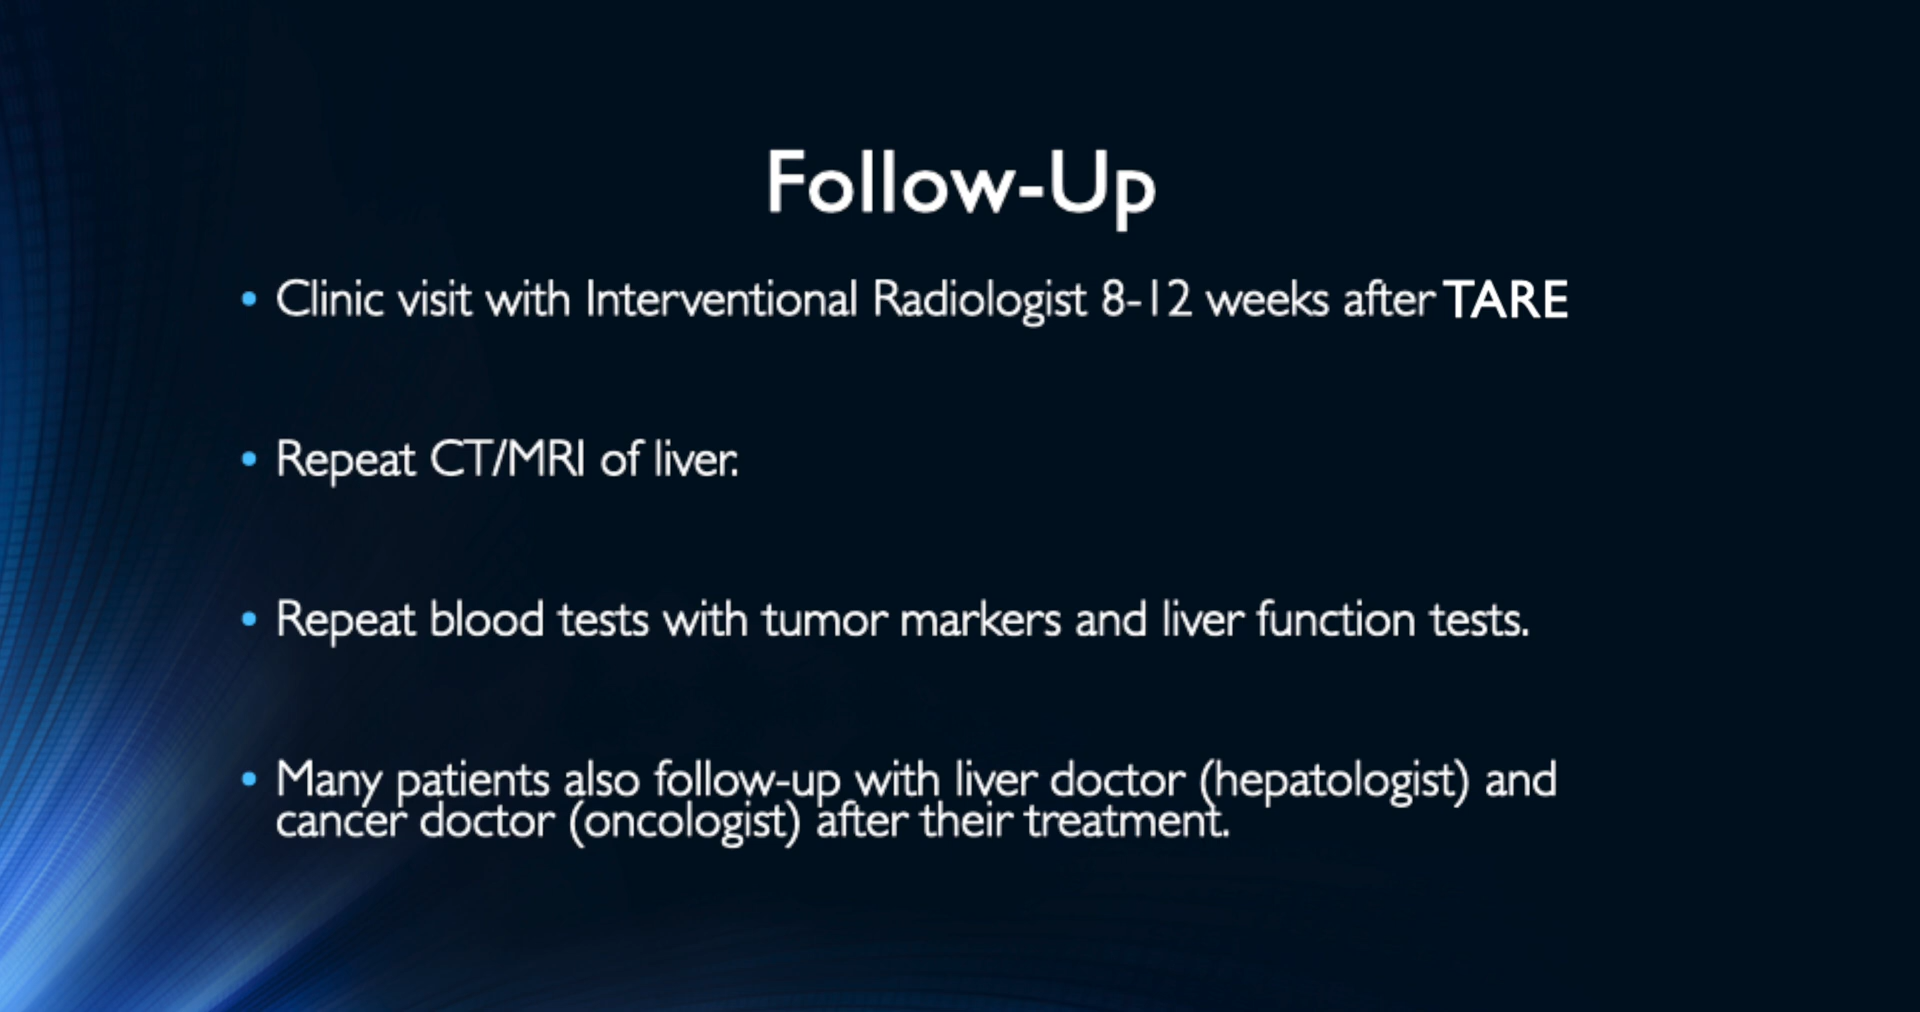 Follow-Up
• Clinic visit with Interventional Radiologist 8-12 weeks after TARE
• Repeat CT/MRI of liver.
• Repeat blood tests with tumor markers and liver function tests.
• Many patients also follow-up with liver doctor (hepatologist) and
cancer doctor (oncologist) after their treatment.